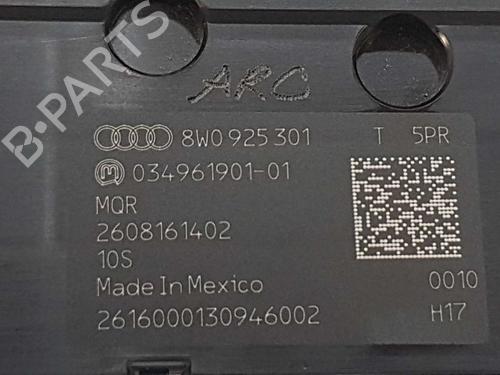 B-PARTS
ARC
8W0 925 301 T 5PR
034961901-01
MQR
2608161402
10S
Made In Mexico 0010
2616000130946002 H17